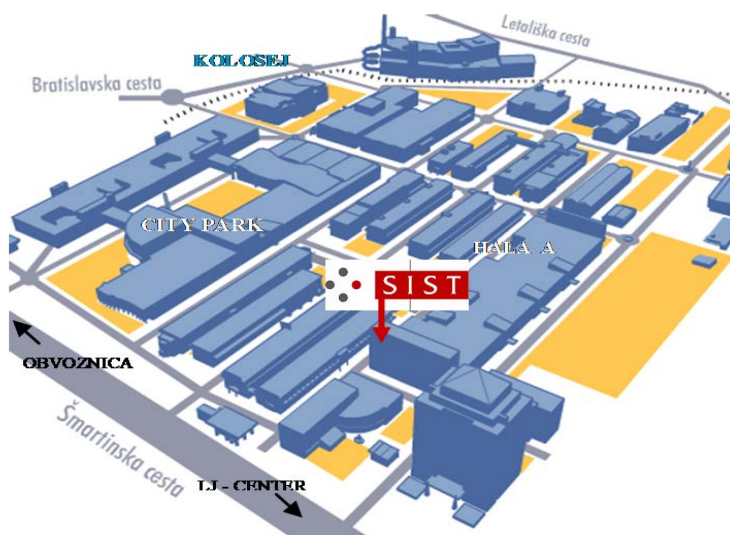 Letališka cesta
KOLOSEJ
Bratislavska cesta
CITY PARK
HALA A
SIST
OBVOZNICA
Šmartinska cesta
LJ - CENTER